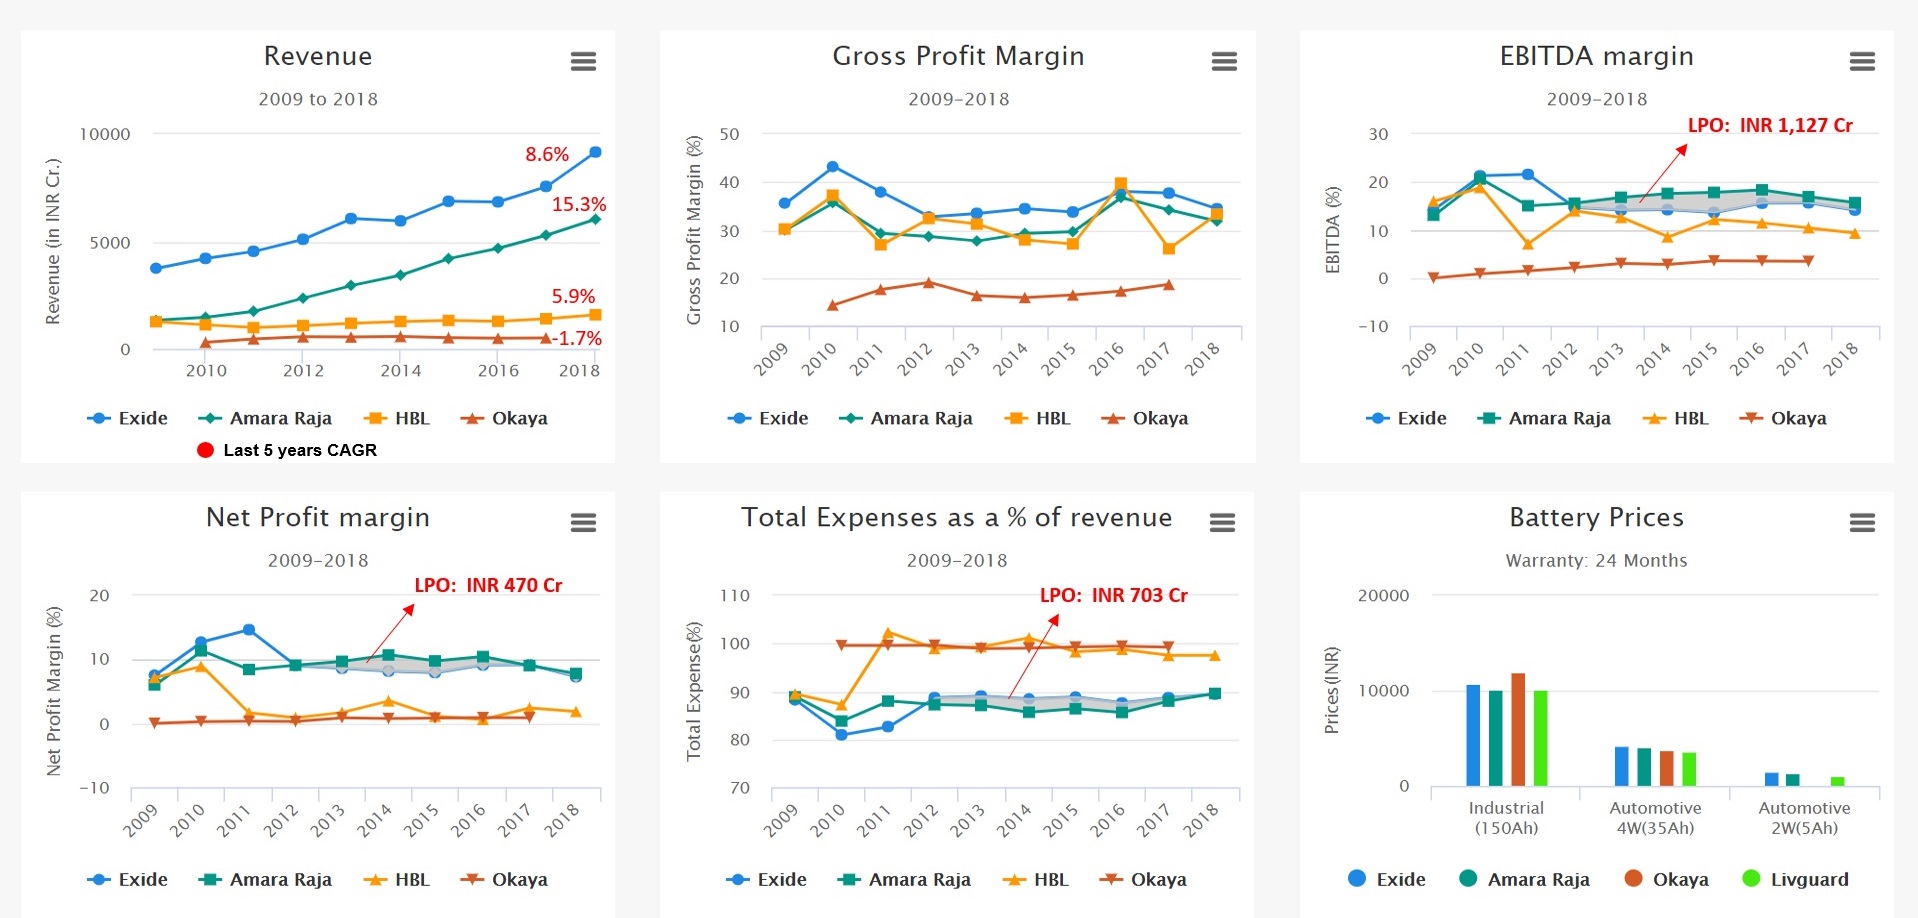 Revenue
2009 to 2018
Revenue (in INR Cr.)
10000
5000
0
8.6%
15.3%
5.9%
-1.7%
2010 2012 2014 2016 2018
Exide Amara Raja HBL Okaya
Last 5 years CAGR
Gross Profit Margin
2009-2018
Gross Profit Margin (%)
50
40
30
20
10
2009 2010 2011 2012 2013 2014 2015 2016 2017 2018
Exide Amara Raja HBL Okaya
EBITDA margin
2009-2018
LPO: INR 1,127 Cr
EBITDA (%)
30
20
10
0
-10
2009 2010 2011 2012 2013 2014 2015 2016 2017 2018
Exide Amara Raja HBL Okaya
Net Profit margin
2009-2018
LPO: INR 470 Cr
Net Profit Margin (%)
20
10
0
-10
2009 2010 2011 2012 2013 2014 2015 2016 2017 2018
Exide Amara Raja HBL Okaya
Total Expenses as a % of revenue
2009-2018
LPO: INR 703 Cr
Total Expense(%)
110
100
90
80
70
2009 2010 2011 2012 2013 2014 2015 2016 2017 2018
Exide Amara Raja HBL Okaya
Battery Prices
Warranty: 24 Months
Prices (INR)
20000
10000
0
Industrial
(150Ah)
Automotive
4W(35Ah)
Automotive
2W(5Ah)
Exide Amara Raja Okaya Livguard